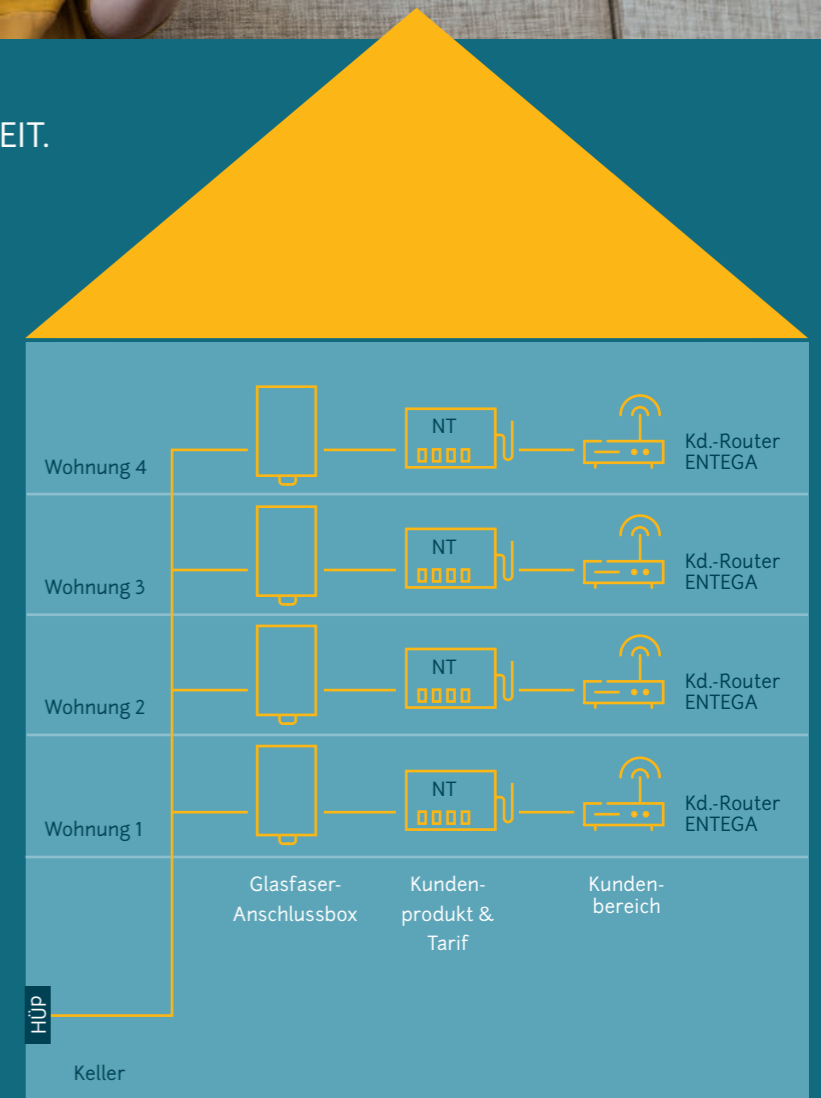 EIT.
NT
Wohnung 4
Kd.-Router
ENTEGA
NT
Wohnung 3
Kd.-Router
ENTEGA
NT
Wohnung 2
Kd.-Router
ENTEGA
NT
Wohnung 1
Kd.-Router
ENTEGA
Glasfaser-
Anschlussbox
Kunden-
produkt &
Tarif
Kunden-
bereich
HÜP
Keller